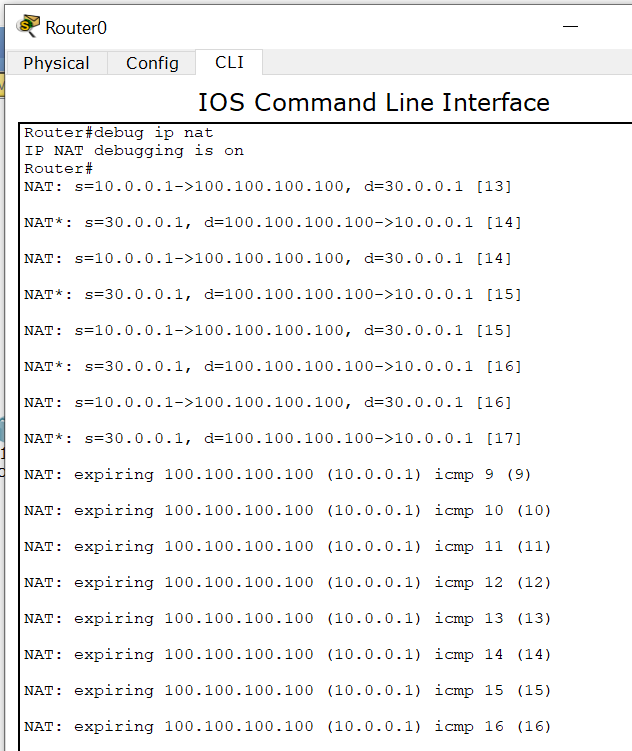 Router0
Physical Config CLI
IOS Command Line Interface
Router#debug ip nat
IP NAT debugging is on
Router#
NAT: s=10.0.0.1->100.100.100.100, d=30.0.0.1 [13]
NAT*: s=30.0.0.1, d=100.100.100.100->10.0.0.1 [14]
NAT: s=10.0.0.1->100.100.100.100, d=30.0.0.1 [14]
NAT*: s=30.0.0.1, d=100.100.100.100->10.0.0.1 [15]
NAT: s=10.0.0.1->100.100.100.100, d=30.0.0.1 [15]
NAT*: s=30.0.0.1, d=100.100.100.100->10.0.0.1 [16]
NAT: s=10.0.0.1->100.100.100.100, d=30.0.0.1 [16]
NAT*: s=30.0.0.1, d=100.100.100.100->10.0.0.1 [17]
NAT: expiring 100.100.100.100 (10.0.0.1) icmp 9 (9)
NAT: expiring 100.100.100.100 (10.0.0.1) icmp 10 (10)
NAT: expiring 100.100.100.100 (10.0.0.1) icmp 11 (11)
NAT: expiring 100.100.100.100 (10.0.0.1) icmp 12 (12)
NAT: expiring 100.100.100.100 (10.0.0.1) icmp 13 (13)
NAT: expiring 100.100.100.100 (10.0.0.1) icmp 14 (14)
NAT: expiring 100.100.100.100 (10.0.0.1) icmp 15 (15)
NAT: expiring 100.100.100.100 (10.0.0.1) icmp 16 (16)